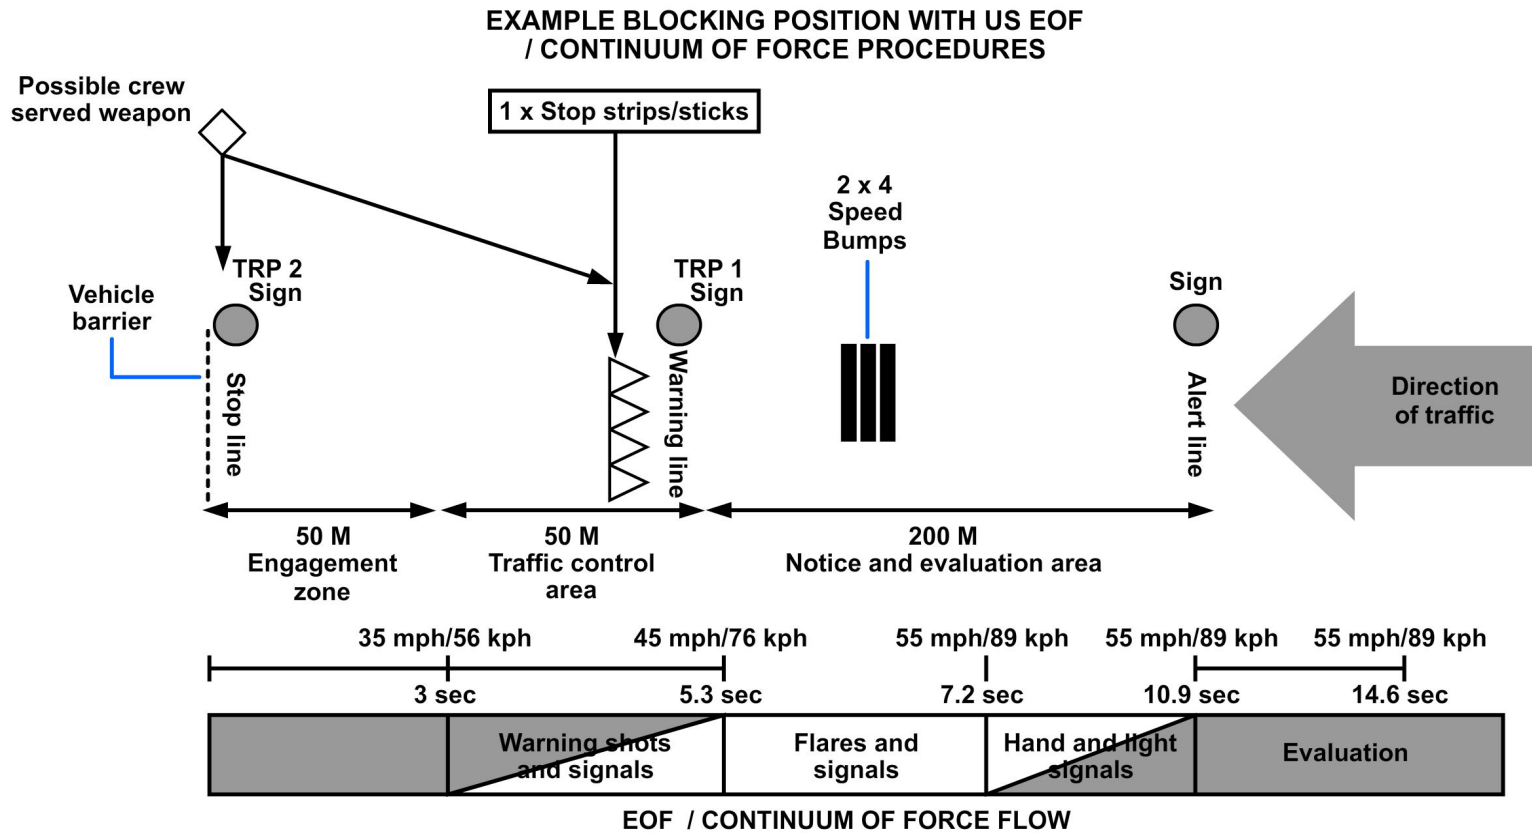 EXAMPLE BLOCKING POSITION WITH US EOF
/ CONTINUUM OF FORCE PROCEDURES
Possible crew
served weapon
1 x Stop strips/sticks
2 x 4
Speed
Bumps
TRP 2
Sign
TRP 1
Sign
Sign
Vehicle
barrier
Stop line
Warning line
Alert line
Direction
of traffic
50 M
Engagement
zone
50 M
Traffic control
area
200 M
Notice and evaluation area
35 mph/56 kph
45 mph/76 kph
55 mph/89 kph
55 mph/89 kph
55 mph/89 kph
3 sec
5.3 sec
7.2 sec
10.9 sec
14.6 sec
Warning shots
and signals
Flares and
signals
Hand and light
signals
Evaluation
EOF / CONTINUUM OF FORCE FLOW